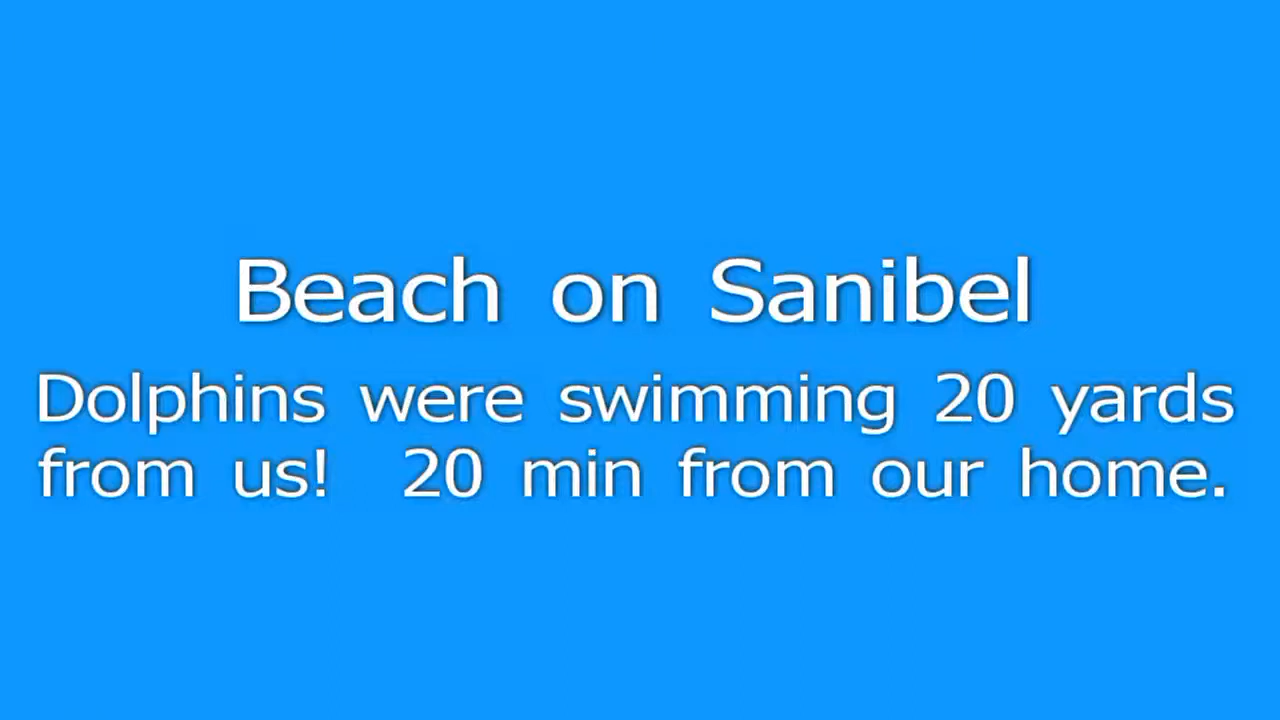 Beach on Sanibel
Dolphins were swimming 20 yards
from us! 20 min from our home.